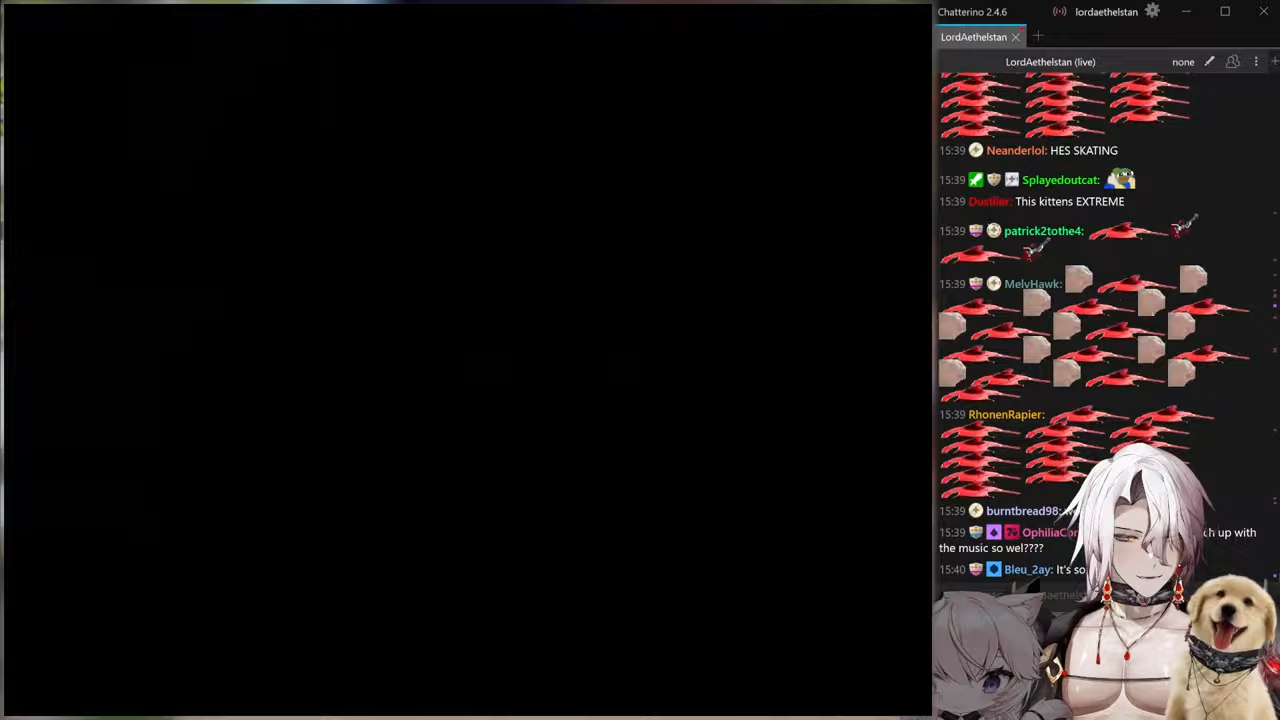 Chatterino 2.4.6
lordaethelstan
LordAethelstan
LordAethelstan (live)
none
15:39 Neanderlol: HES SKATING
15:39 Splayedoutcat:
15:39 Dustller: This kittens EXTREME
15:39 patrick2tothe4:
15:39 MelvHawk:
15:39 RhonenRapier:
15:39 burntbread98:
15:39 up with
the music so wel????
15:40 Bleu_2ay: It's so